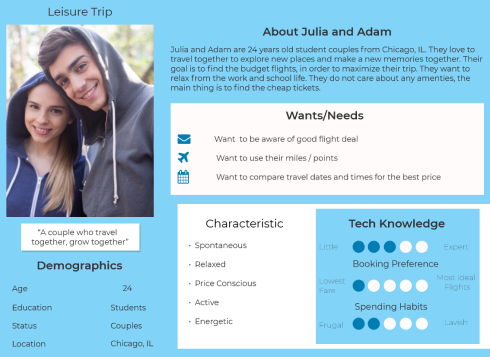 Leisure Trip
"A couple who travel
together, grow together"
Demographics
Age 24
Education Students
Status Couples
Location Chicago, IL
About Julia and Adam
Julia and Adam are 24 years old student couples from Chicago, IL. They love to
travel together to explore new places and make a new memories together. Their
goal is to find the budget flights, in order to maximize their trip. They want to
relax from the work and school life. They do not care about any amenties, the
main thing is to find the cheap tickets.
Wants/Needs
Want to be aware of good flight deal
Want to use their miles / points
Want to compare travel dates and times for the best price
Characteristic
• Spontaneous
• Relaxed
• Price Conscious
• Active
• Energetic
Tech Knowledge
Little Expert
Booking Preference
Lowest
Fare
Most Ideal
Flights
Spending Habits
Frugal Lavish